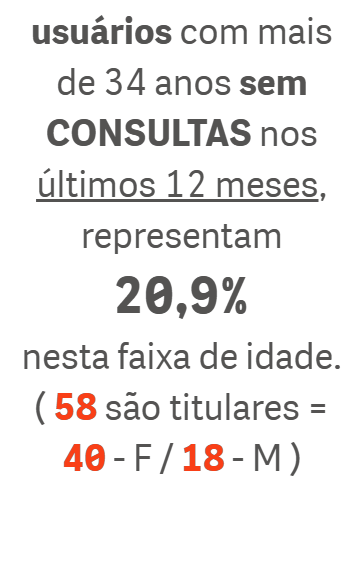 usuários com mais
de 34 anos sem
CONSULTAS nos
últimos 12 meses,
representam
20,9%
nesta faixa de idade.
( 58 são titulares =
40 - F / 18 - M )